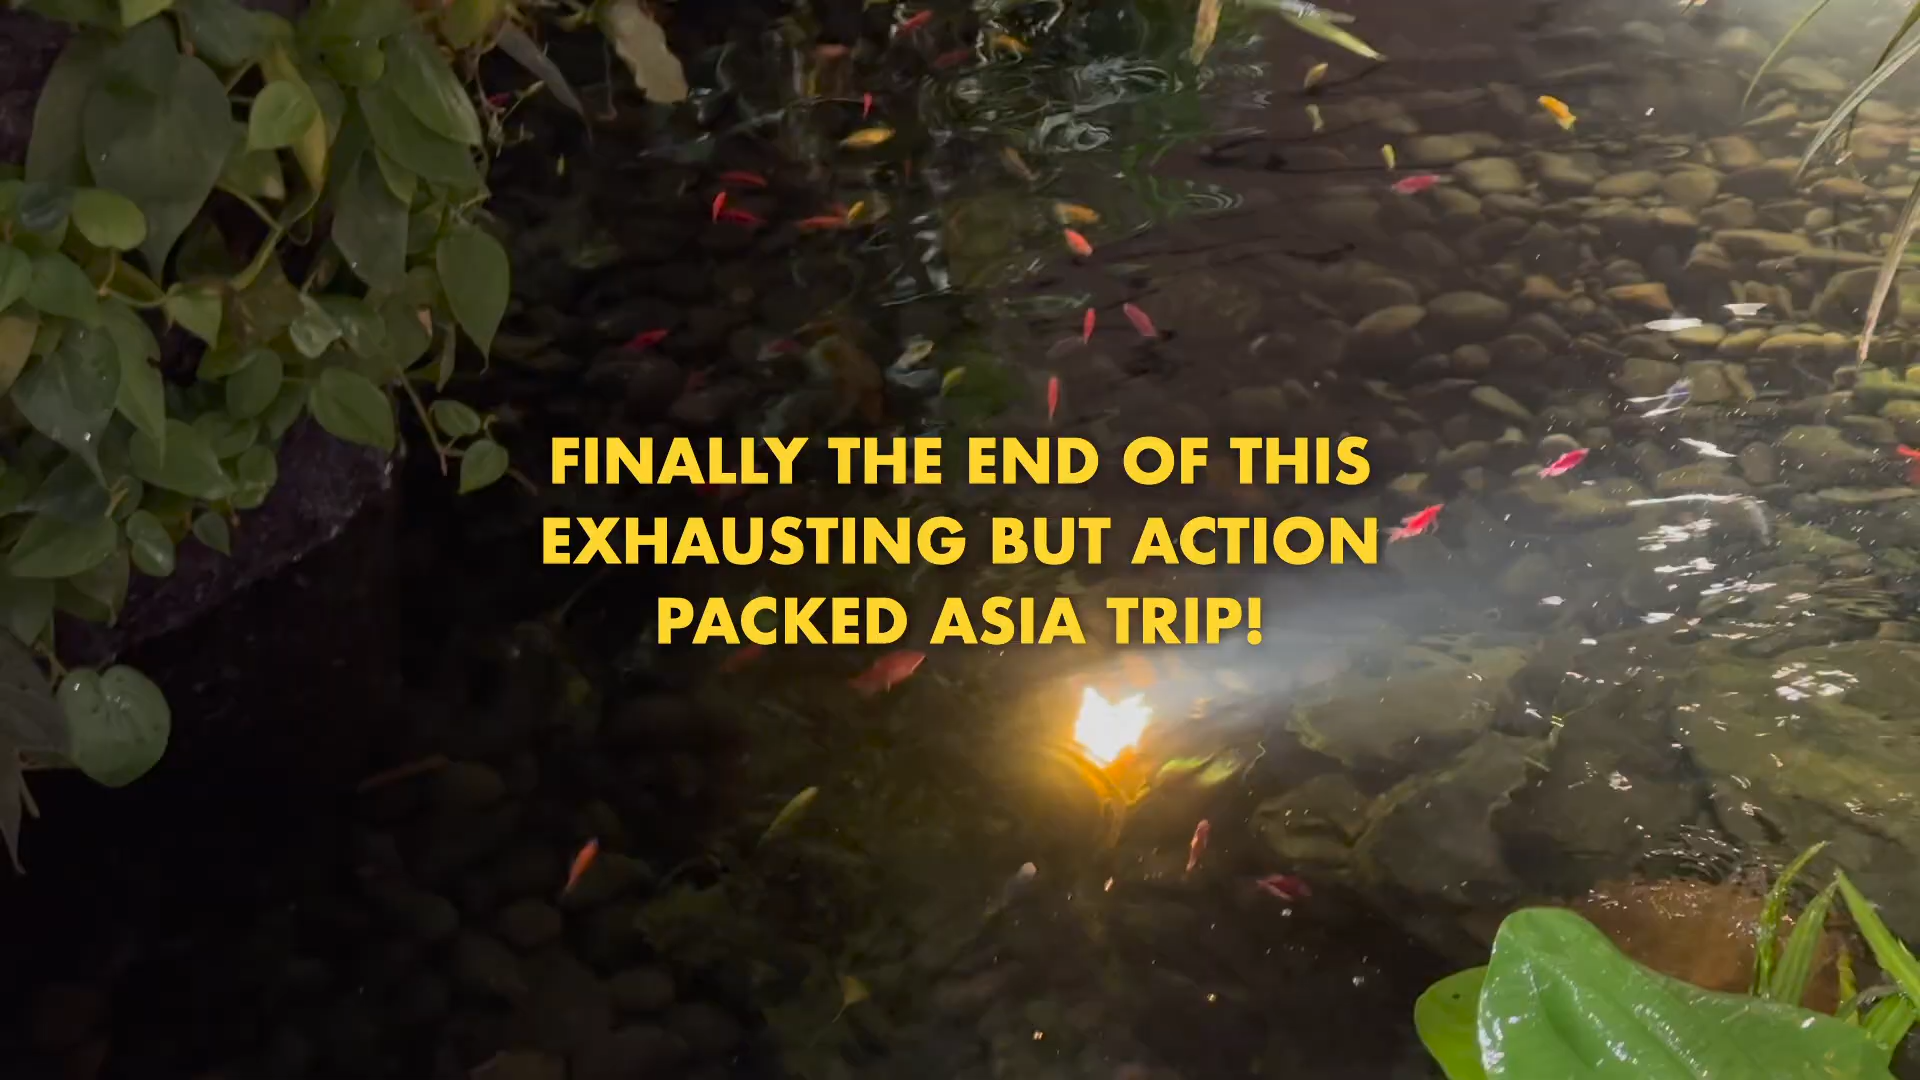 FINALLY THE END OF THIS
EXHAUSTING BUT ACTION
PACKED ASIA TRIP!